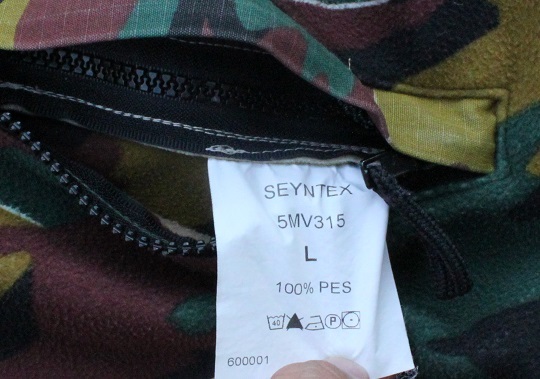 SEYNTEX
5MV315
L
100% PES
40 P
600001